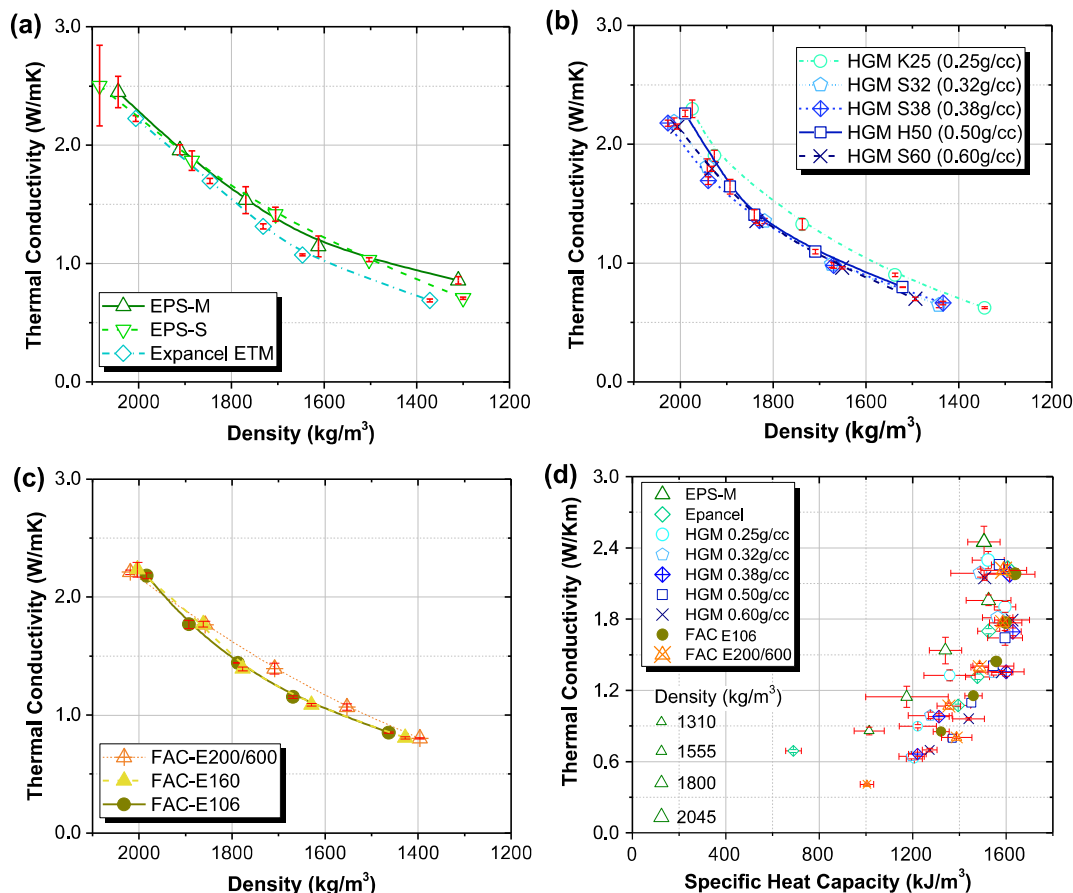 (a)
3.0
2.0
1.0
0.0
Thermal Conductivity (W/mK)
EPS-M
EPS-S
Expancel ETM
2000
1800
1600
1400
1200
Density (kg/m³)
(b)
3.0
2.0
1.0
0.0
Thermal Conductivity (W/mK)
HGM K25 (0.25g/cc)
HGM S32 (0.32g/cc)
HGM S38 (0.38g/cc)
HGM H50 (0.50g/cc)
HGM S60 (0.60g/cc)
2000
1800
1600
1400
1200
Density (kg/m³)
(c)
3.0
2.0
1.0
0.0
Thermal Conductivity (W/mK)
FAC-E200/600
FAC-E160
FAC-E106
2000
1800
1600
1400
1200
Density (kg/m³)
(d)
3.0
2.4
1.8
1.2
0.6
0.0
Thermal Conductivity (W/Km)
EPS-M
Epancel
HGM 0.25g/cc
HGM 0.32g/cc
HGM 0.38g/cc
HGM 0.50g/cc
HGM 0.60g/cc
FAC E106
FAC E200/600
Density (kg/m³)
1310
1555
1800
2045
0
400
800
1200
1600
Specific Heat Capacity (kJ/m³)